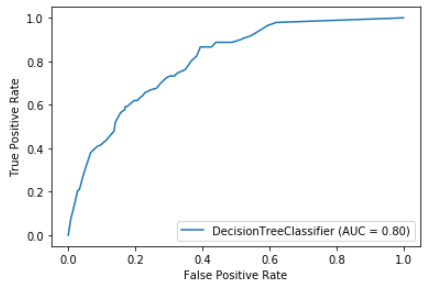 1.0
0.8
0.6
0.4
0.2
0.0
True Positive Rate
DecisionTreeClassifier (AUC = 0.80)
0.0 0.2 0.4 0.6 0.8 1.0
False Positive Rate